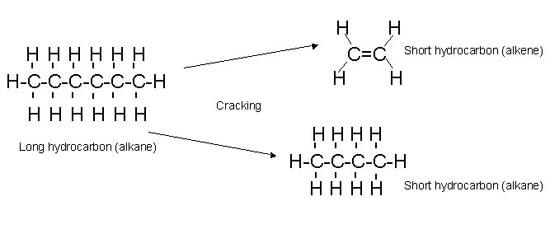 H H H H H H
H-C-C-C-C-C-C-H
H H H H H H
Long hydrocarbon (alkane)
Cracking
H H
C=C
H H
Short hydrocarbon (alkene)
H H H H
H-C-C-C-C-H
H H H H
Short hydrocarbon (alkane)